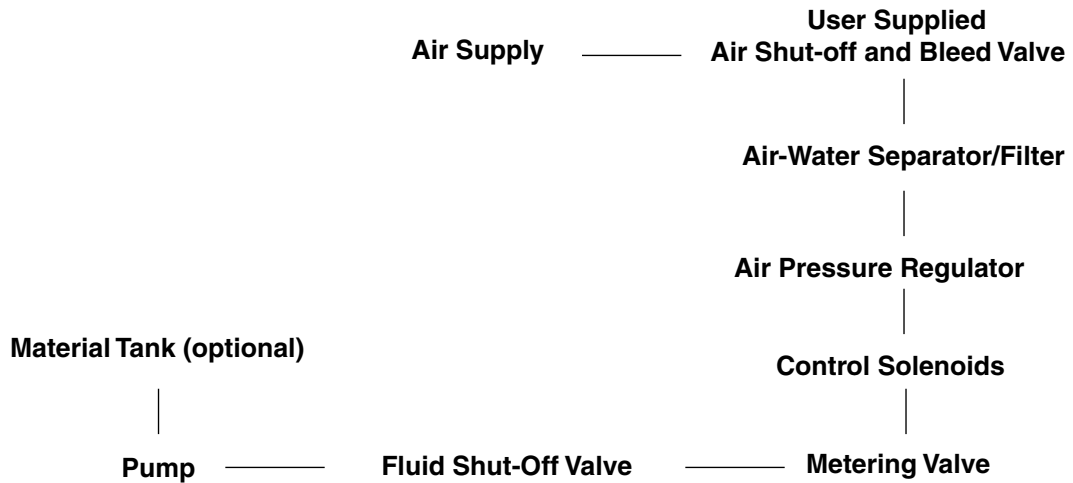 User Supplied
Air Supply
Air Shut-off and Bleed Valve
Air-Water Separator/Filter
Air Pressure Regulator
Material Tank (optional)
Control Solenoids
Pump
Fluid Shut-Off Valve
Metering Valve